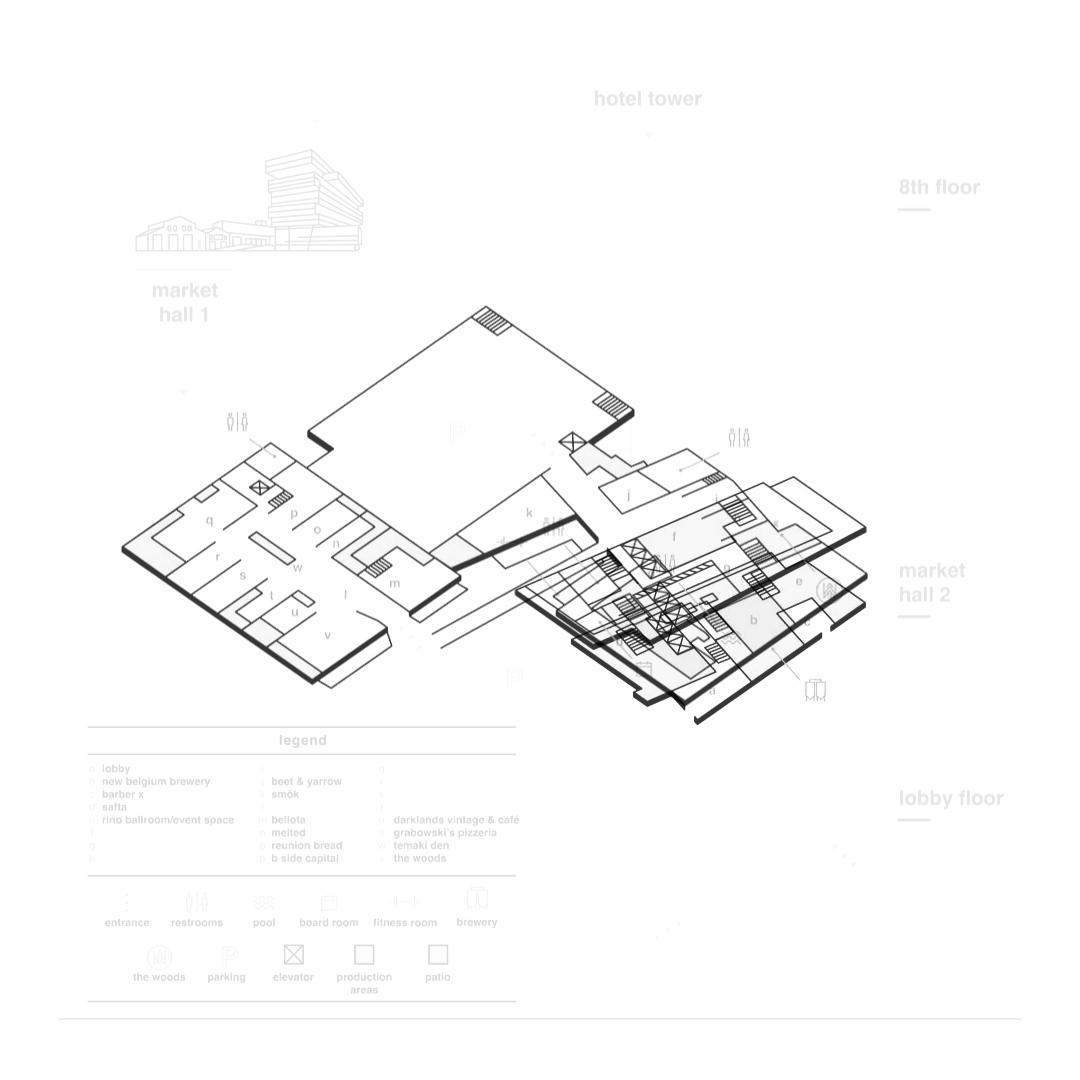 hotel tower
8th floor
market
hall 1
P
q
p
o
n
r
s
w
m
t
l
u
v
k
j
i
f
g
e
x
b
c
d
P
market
hall 2
lobby floor
legend
a lobby
b new belgium brewery
c barber x
d safta
e rino ballroom/event space
f
g
h
i
j beet & yarrow
k smök
l
m bellota
n melted
o reunion bread
p b side capital
q
r
s
t
u darklands vintage & café
v grabowski's pizzeria
w temaki den
x the woods
entrance
restrooms
pool
board room
fitness room
brewery
the woods
P
parking
elevator
production
areas
patio